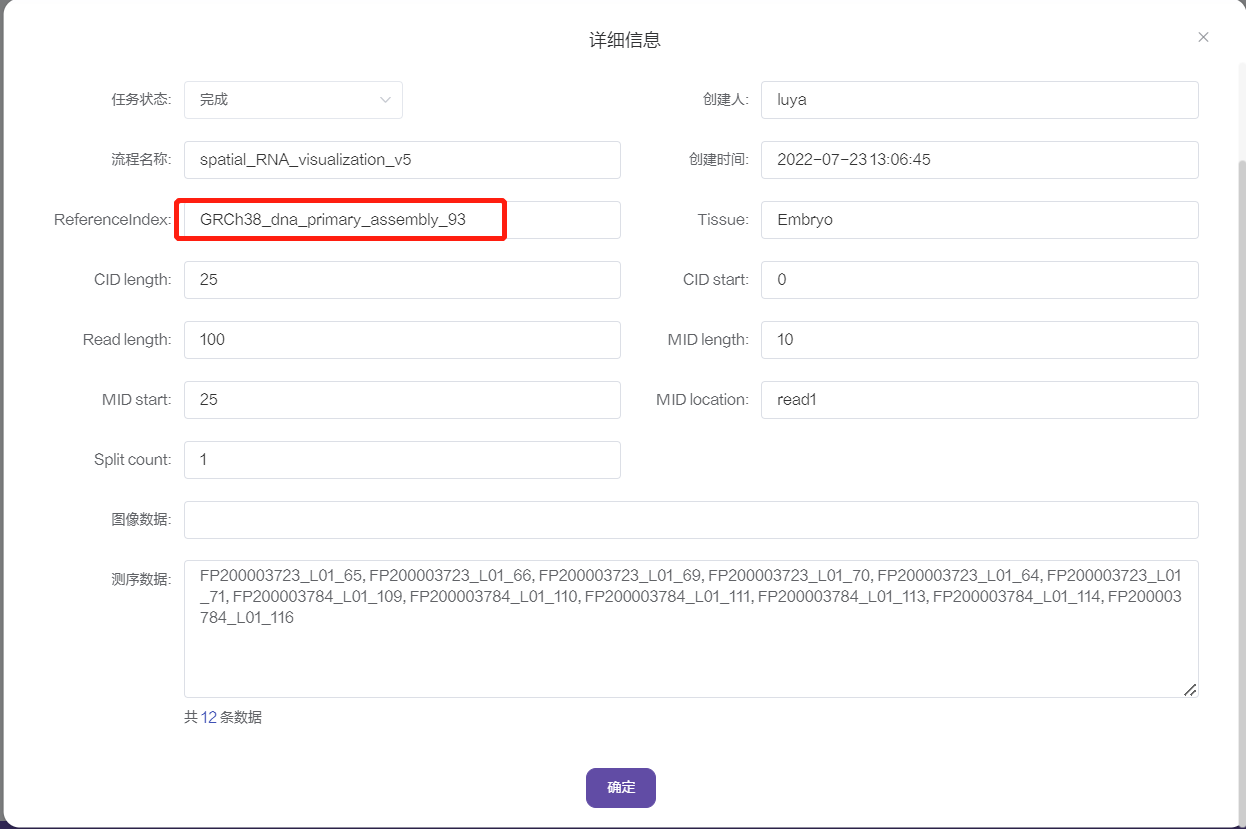 详细信息
任务状态: 完成
创建人: luya
流程名称: spatial_RNA_visualization_v5
创建时间: 2022-07-23 13:06:45
ReferenceIndex: GRCh38_dna_primary_assembly_93
Tissue: Embryo
CID length: 25
CID start: 0
Read length: 100
MID length: 10
MID start: 25
MID location: read1
Split count: 1
图像数据:
测序数据: FP200003723_L01_65, FP200003723_L01_66, FP200003723_L01_69, FP200003723_L01_70, FP200003723_L01_64, FP200003723_L01
_71, FP200003784_L01_109, FP200003784_L01_110, FP200003784_L01_111, FP200003784_L01_113, FP200003784_L01_114, FP200003
784_L01_116
共 12 条数据
确定